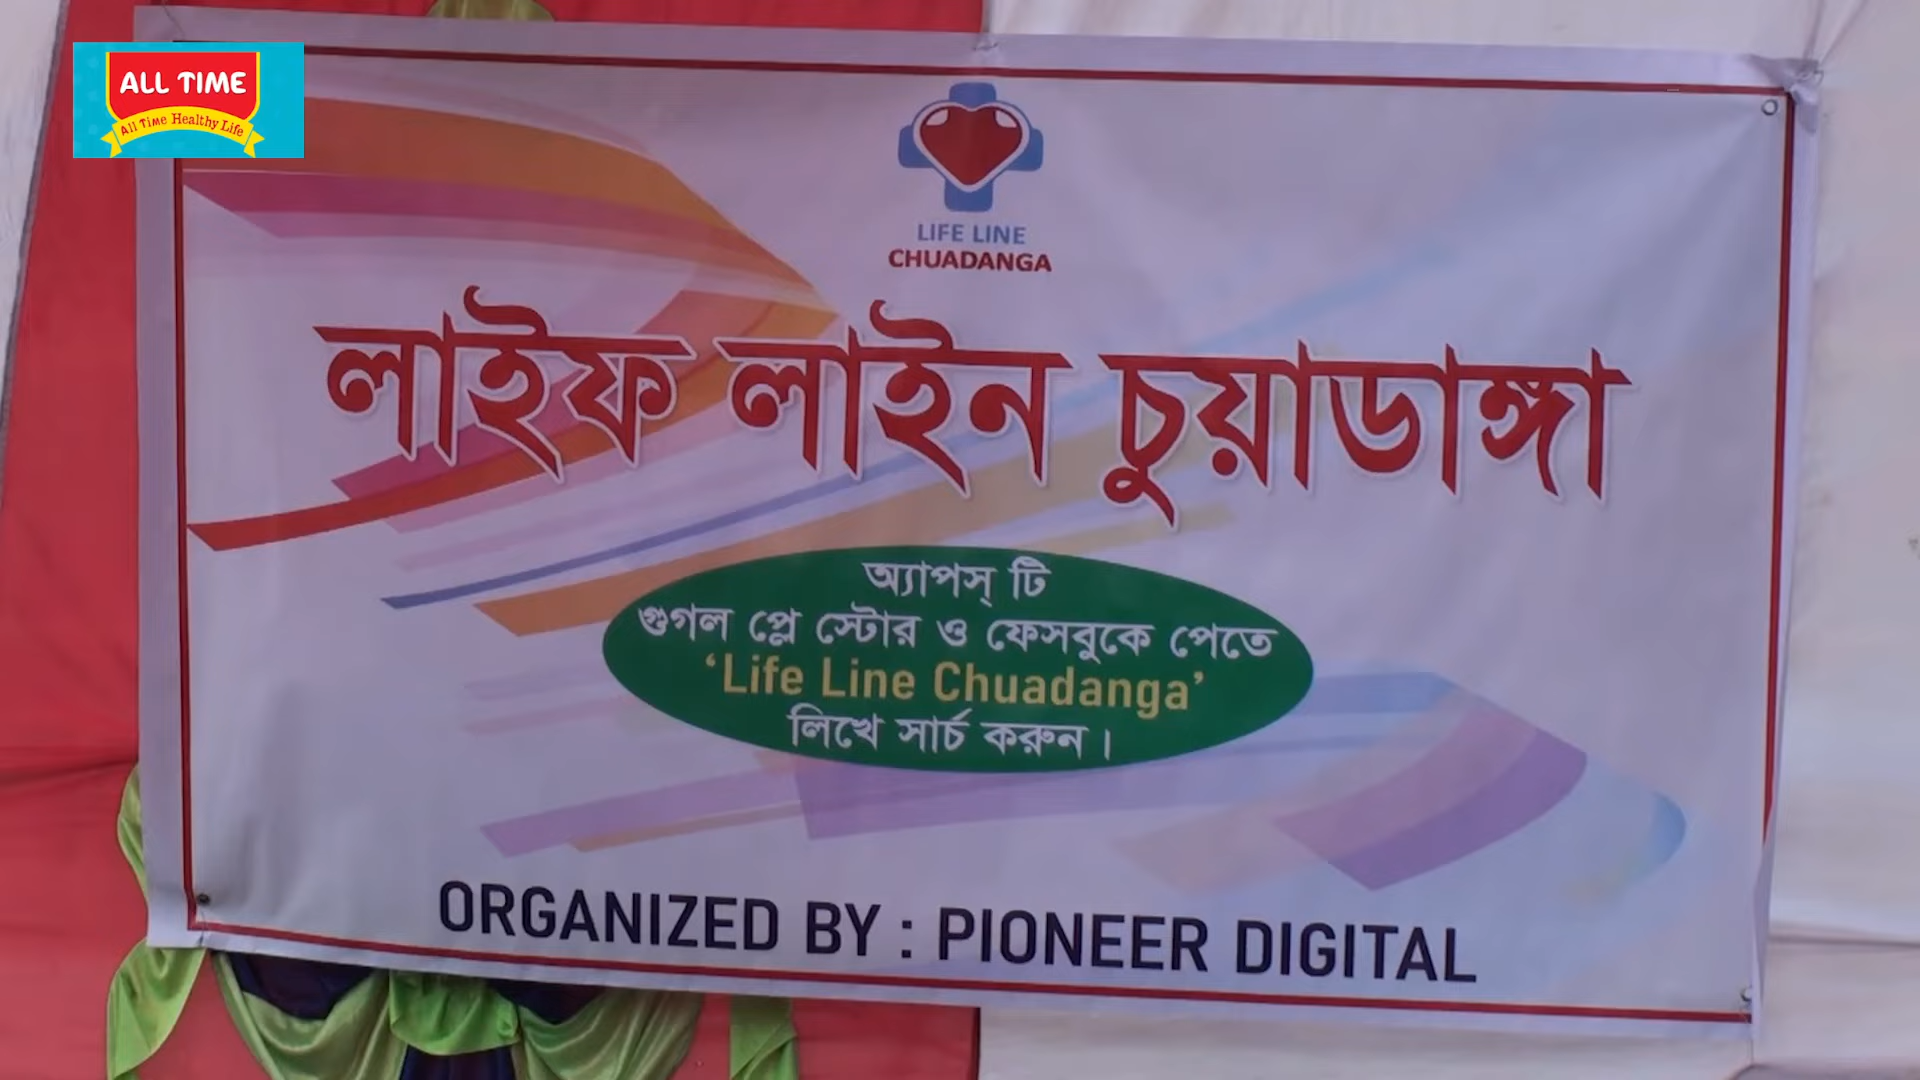 ALL TIME
All Time Healthy Life
LIFE LINE
CHUADANGA
লাইফ লাইন চুয়াডাঙ্গা
অ্যাপস্ টি
গুগল প্লে স্টোর ও ফেসবুকে পেতে
‘Life Line Chuadanga’
লিখে সার্চ করুন।
ORGANIZED BY : PIONEER DIGITAL